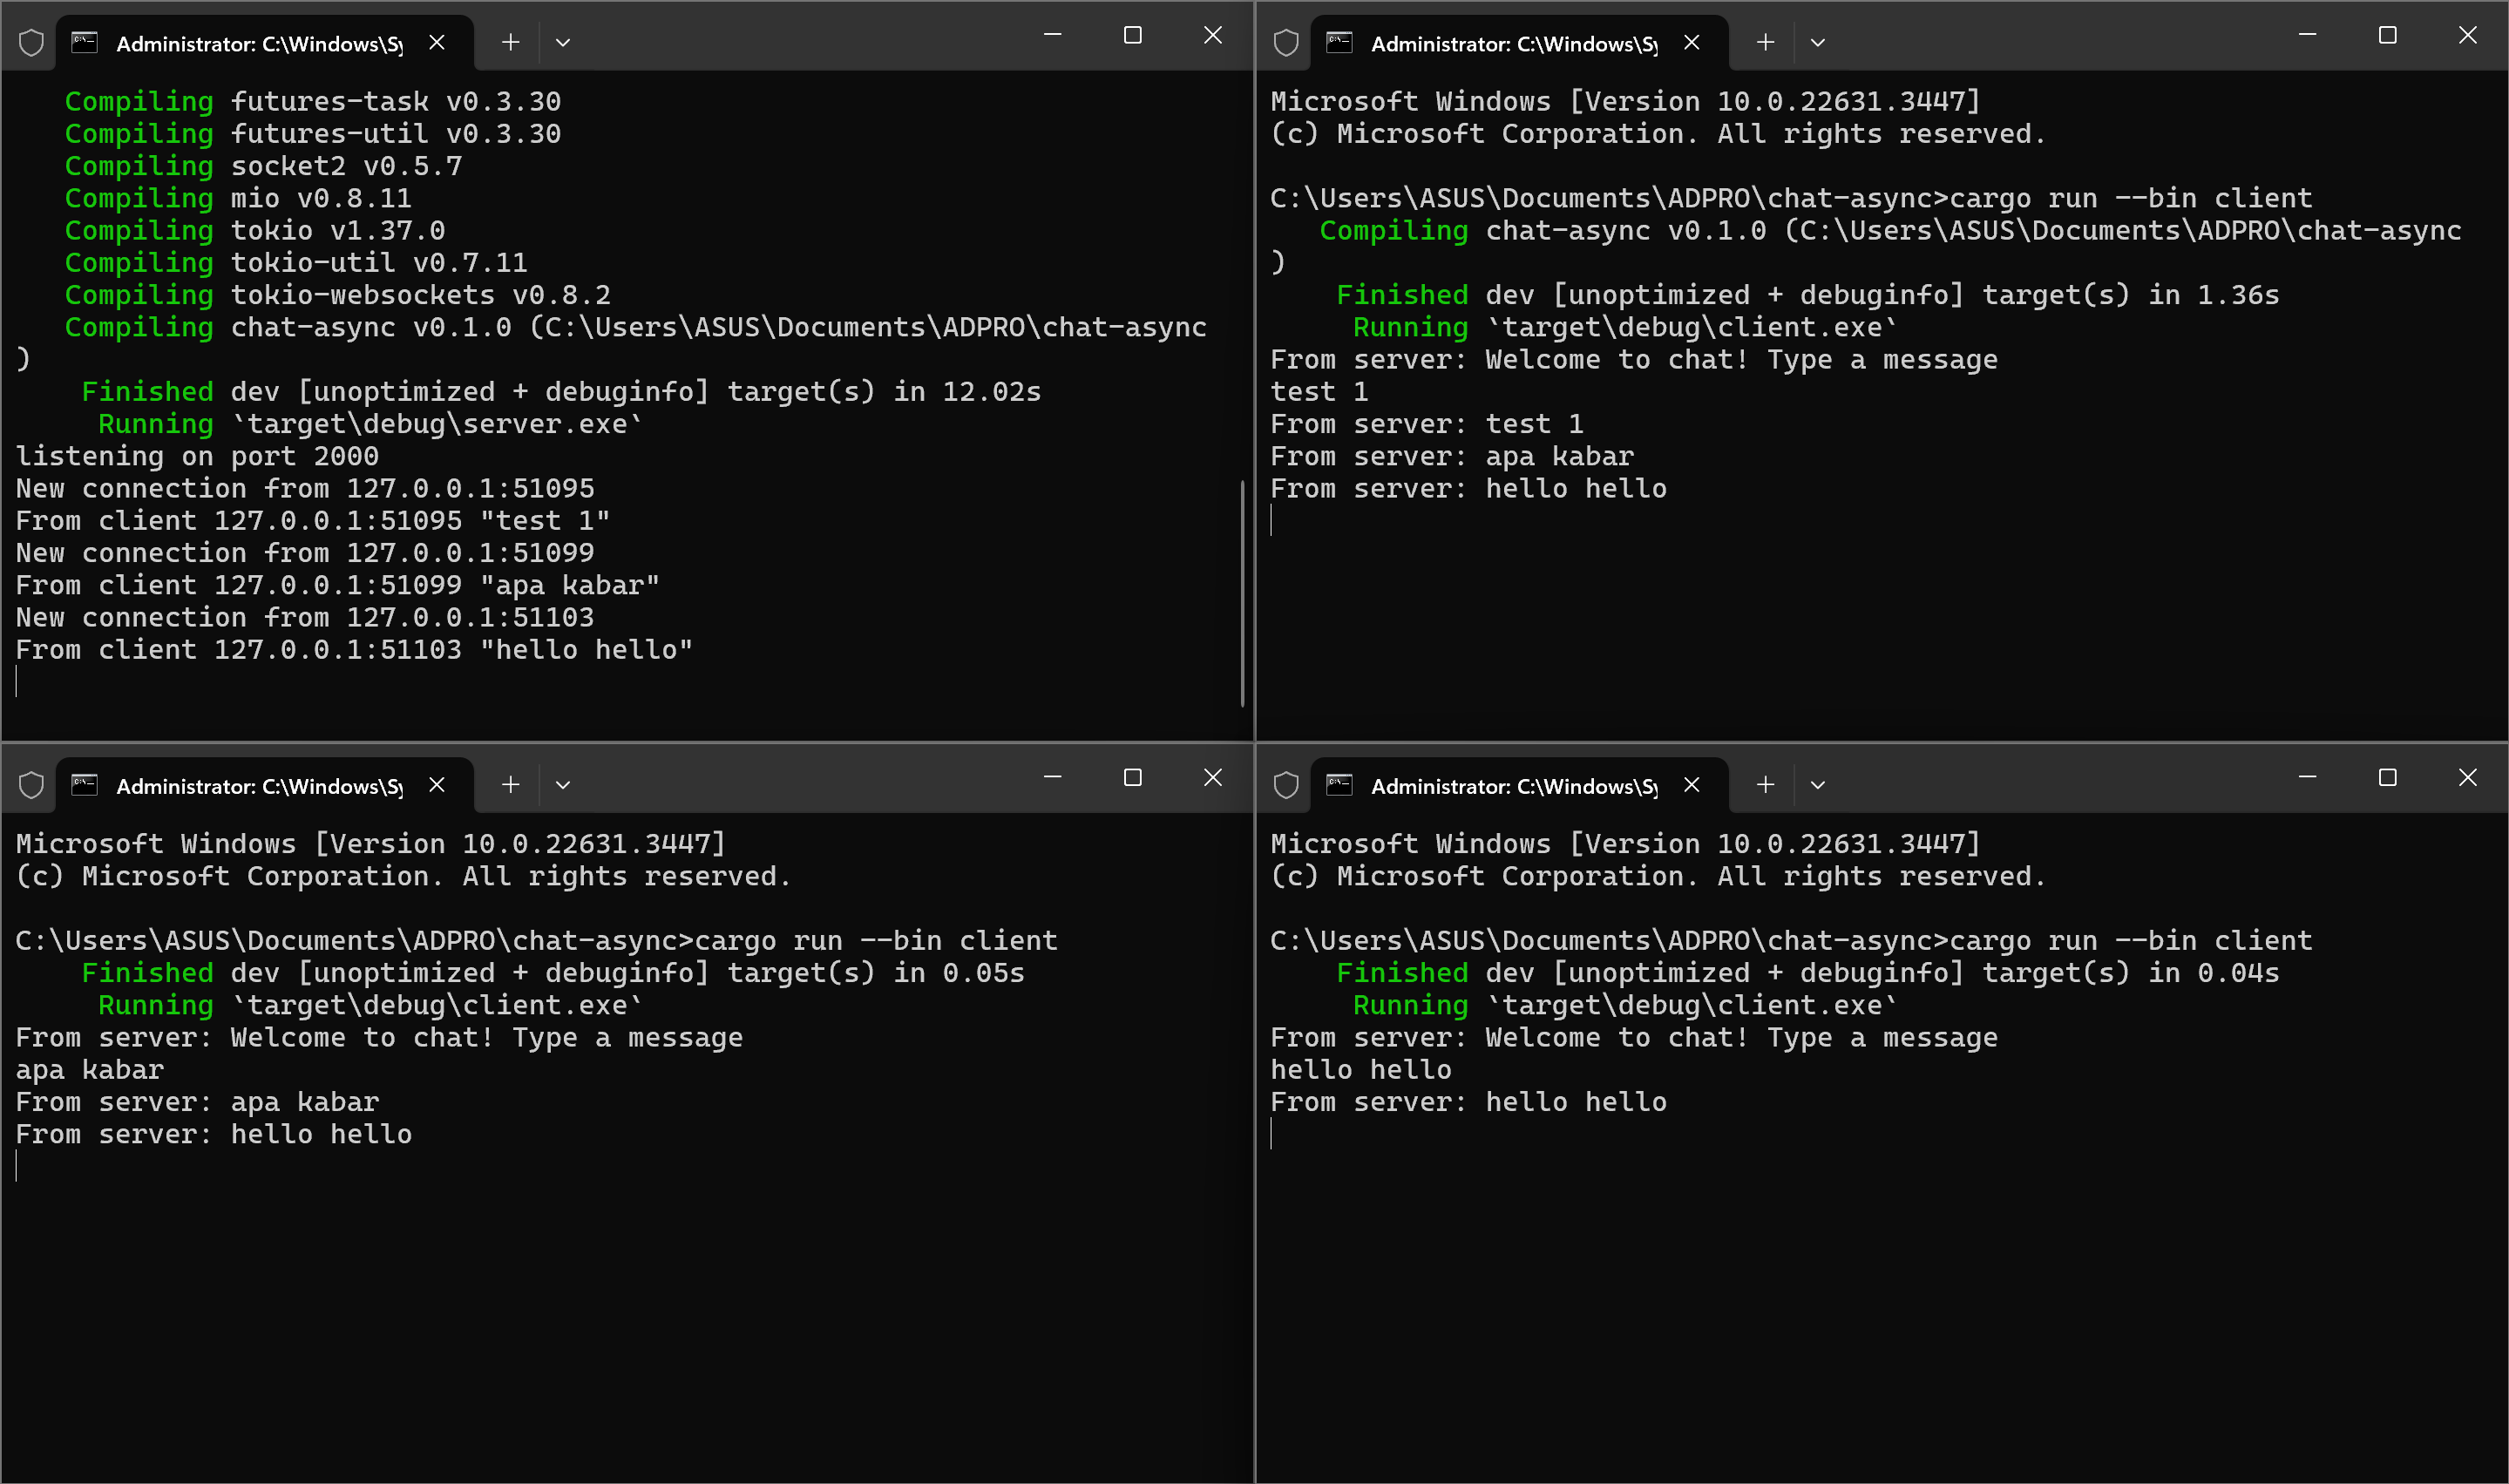 Administrator: C:\Windows\Sy
Compiling futures-task v0.3.30
Compiling futures-util v0.3.30
Compiling socket2 v0.5.7
Compiling mio v0.8.11
Compiling tokio v1.37.0
Compiling tokio-util v0.7.11
Compiling tokio-websockets v0.8.2
Compiling chat-async v0.1.0 (C:\Users\ASUS\Documents\ADPRO\chat-async
)
Finished dev [unoptimized + debuginfo] target(s) in 12.02s
Running `target\debug\server.exe`
listening on port 2000
New connection from 127.0.0.1:51095
From client 127.0.0.1:51095 "test 1"
New connection from 127.0.0.1:51099
From client 127.0.0.1:51099 "apa kabar"
New connection from 127.0.0.1:51103
From client 127.0.0.1:51103 "hello hello"
Administrator: C:\Windows\Sy
Microsoft Windows [Version 10.0.22631.3447]
(c) Microsoft Corporation. All rights reserved.
C:\Users\ASUS\Documents\ADPRO\chat-async>cargo run --bin client
Compiling chat-async v0.1.0 (C:\Users\ASUS\Documents\ADPRO\chat-async
)
Finished dev [unoptimized + debuginfo] target(s) in 1.36s
Running `target\debug\client.exe`
From server: Welcome to chat! Type a message
test 1
From server: test 1
From server: apa kabar
From server: hello hello
Administrator: C:\Windows\Sy
Microsoft Windows [Version 10.0.22631.3447]
(c) Microsoft Corporation. All rights reserved.
C:\Users\ASUS\Documents\ADPRO\chat-async>cargo run --bin client
Finished dev [unoptimized + debuginfo] target(s) in 0.05s
Running `target\debug\client.exe`
From server: Welcome to chat! Type a message
apa kabar
From server: apa kabar
From server: hello hello
Administrator: C:\Windows\Sy
Microsoft Windows [Version 10.0.22631.3447]
(c) Microsoft Corporation. All rights reserved.
C:\Users\ASUS\Documents\ADPRO\chat-async>cargo run --bin client
Finished dev [unoptimized + debuginfo] target(s) in 0.04s
Running `target\debug\client.exe`
From server: Welcome to chat! Type a message
hello hello
From server: hello hello